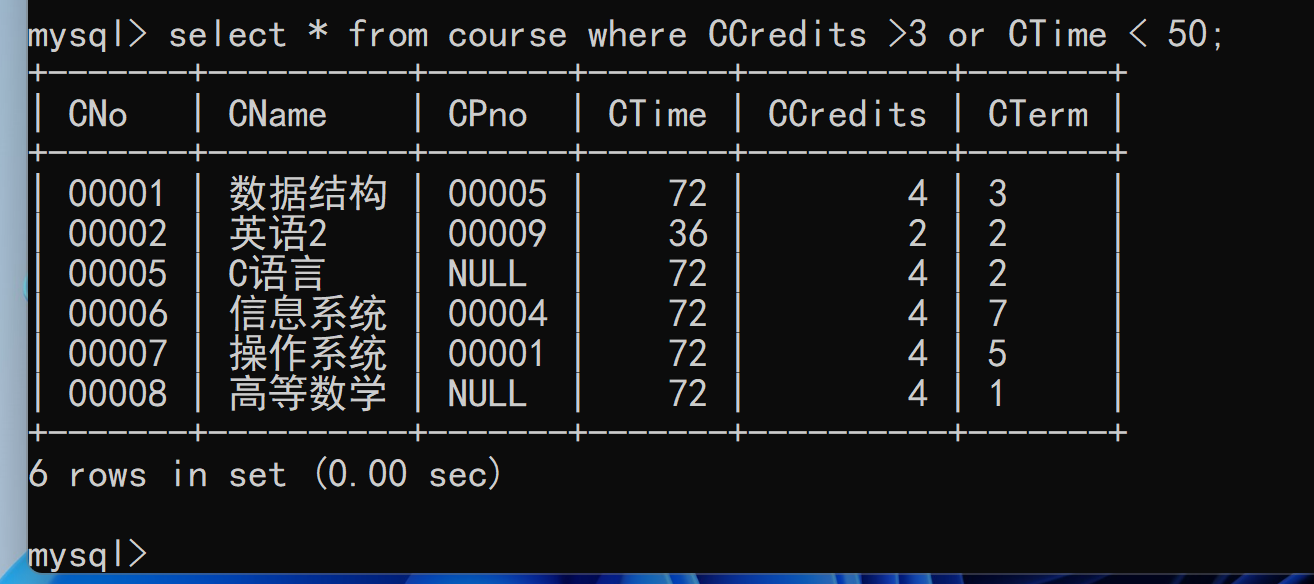 mysql> select * from course where CCredits >3 or CTime < 50;
+-------+----------+-------+-------+----------+-------+
| CNo   | CName    | CPno  | CTime | CCredits | CTerm |
+-------+----------+-------+-------+----------+-------+
| 00001 | 数据结构 | 00005 |    72 |        4 | 3     |
| 00002 | 英语2    | 00009 |    36 |        2 | 2     |
| 00005 | C语言    | NULL  |    72 |        4 | 2     |
| 00006 | 信息系统 | 00004 |    72 |        4 | 7     |
| 00007 | 操作系统 | 00001 |    72 |        4 | 5     |
| 00008 | 高等数学 | NULL  |    72 |        4 | 1     |
+-------+----------+-------+-------+----------+-------+
6 rows in set (0.00 sec)
mysql>